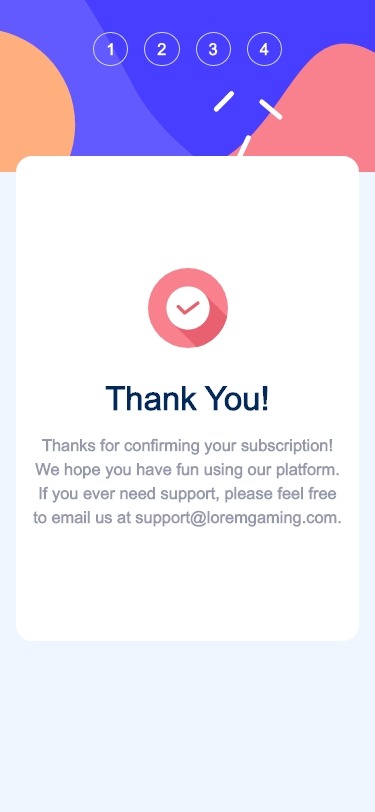 1 2 3 4
Thank You!
Thanks for confirming your subscription!
We hope you have fun using our platform.
If you ever need support, please feel free
to email us at support@loremgaming.com.